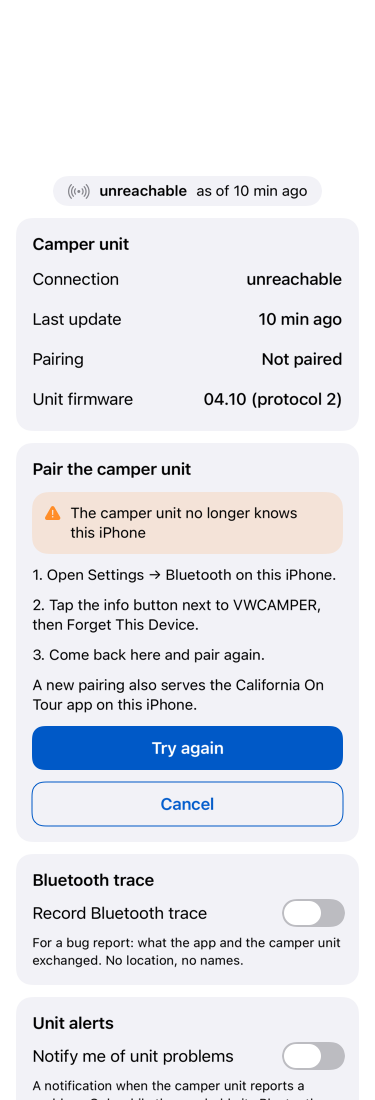 unreachable as of 10 min ago
Camper unit
Connection unreachable
Last update 10 min ago
Pairing Not paired
Unit firmware 04.10 (protocol 2)
Pair the camper unit
The camper unit no longer knows
this iPhone
1. Open Settings → Bluetooth on this iPhone.
2. Tap the info button next to VWCAMPER,
then Forget This Device.
3. Come back here and pair again.
A new pairing also serves the California On
Tour app on this iPhone.
Try again
Cancel
Bluetooth trace
Record Bluetooth trace
For a bug report: what the app and the camper unit
exchanged. No location, no names.
Unit alerts
Notify me of unit problems
A notification when the camper unit reports a